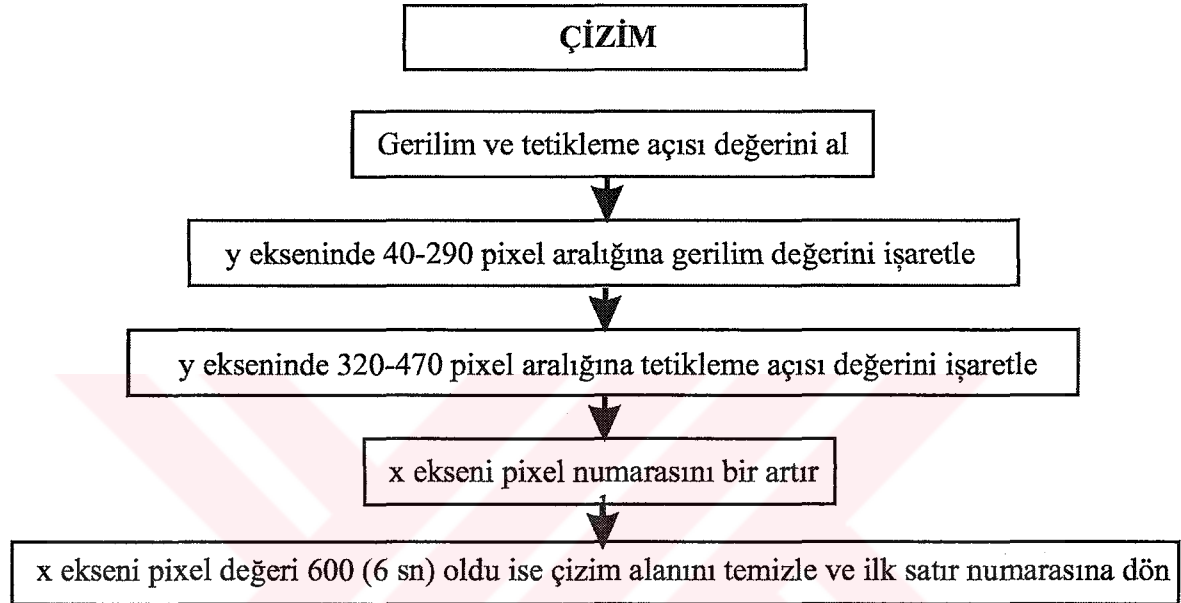 ÇİZİM
Gerilim ve tetikleme açısı değerini al
y ekseninde 40-290 pixel aralığına gerilim değerini işaretle
y ekseninde 320-470 pixel aralığına tetikleme açısı değerini işaretle
x ekseni pixel numarasını bir artır
x ekseni pixel değeri 600 (6 sn) oldu ise çizim alanını temizle ve ilk satır numarasına dön